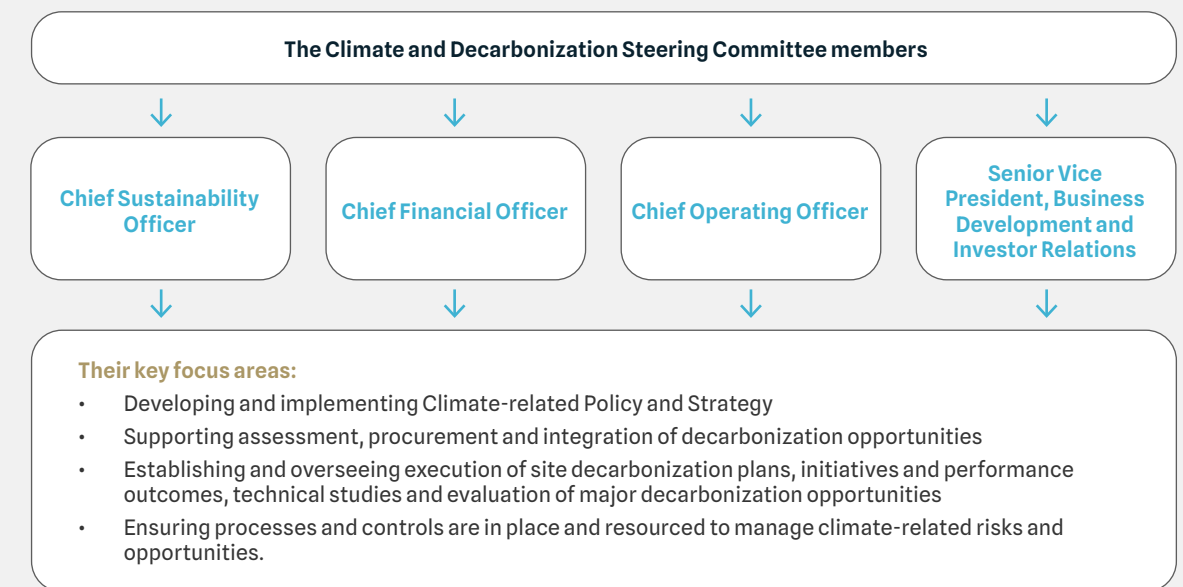 The Climate and Decarbonization Steering Committee members
Chief Sustainability
Officer
Chief Financial Officer
Chief Operating Officer
Senior Vice
President, Business
Development and
Investor Relations
Their key focus areas:
• Developing and implementing Climate-related Policy and Strategy
• Supporting assessment, procurement and integration of decarbonization opportunities
• Establishing and overseeing execution of site decarbonization plans, initiatives and performance
outcomes, technical studies and evaluation of major decarbonization opportunities
• Ensuring processes and controls are in place and resourced to manage climate-related risks and
opportunities.